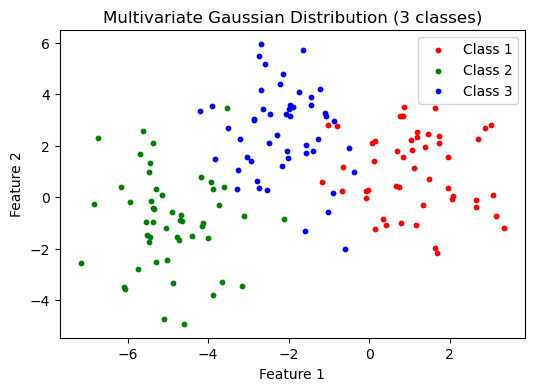 Multivariate Gaussian Distribution (3 classes)
Class 1
Class 2
Class 3
Feature 2
6
4
2
0
−2
−4
−6
−4
−2
0
2
Feature 1